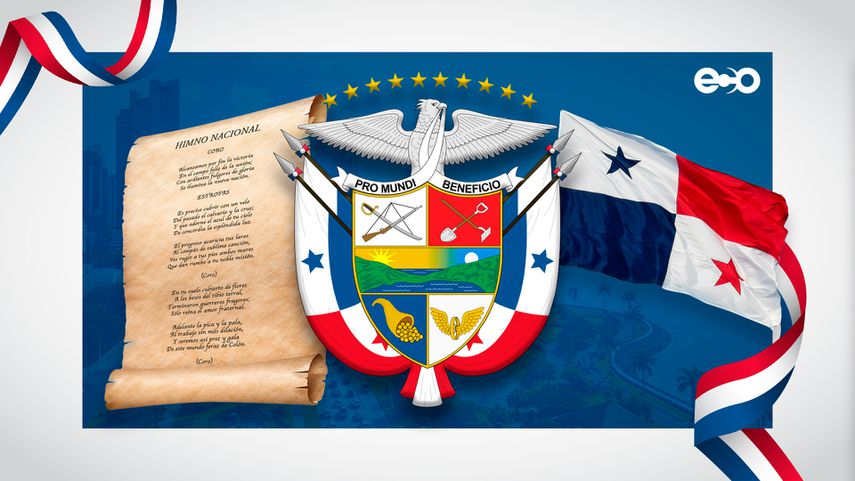 HIMNO NACIONAL
CORO
Alcanzamos por fin la victoria
En el campo feliz de la unión;
Con ardientes fulgores de gloria
Se ilumina la nueva nación.
ESTROFAS
Es preciso cubrir con un velo
Del pasado el calvario y la cruz;
Y que adorne el azul de tu cielo
De concordia la espléndida luz.
El progreso acaricia tus lares.
Al compás de sublime canción,
Ves rugir a tus pies ambos mares
Que dan rumbo a tu noble misión.
(Coro)
En tu suelo cubierto de flores
A los besos del tibio terral,
Terminaron guerreros fragores;
Sólo reina el amor fraternal.
Adelante la pica y la pala,
Al trabajo sin más dilación,
Y seremos así prez y gala
De este mundo feraz de Colón.
(Coro)
PRO MUNDI BENEFICIO
eco